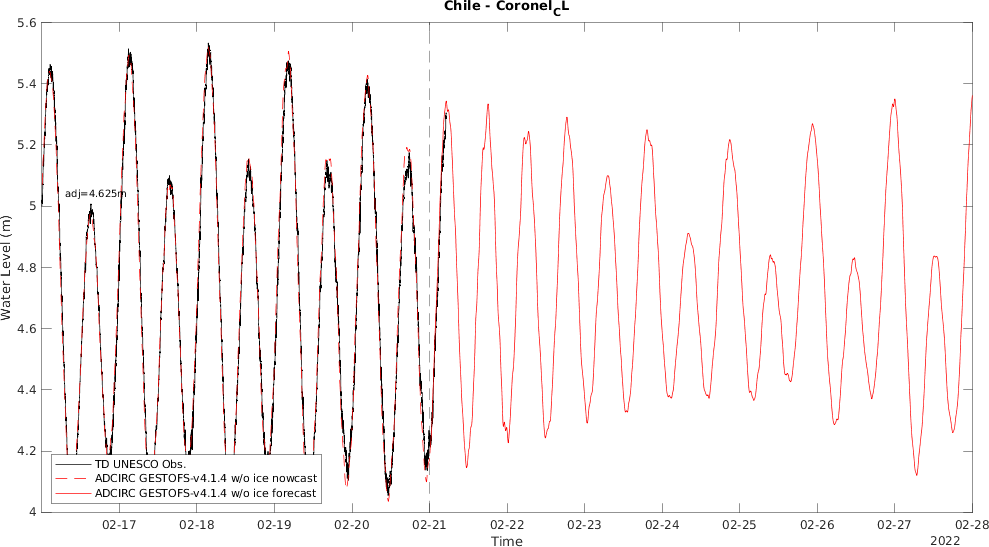 Chile - Coronel_CL
5.6
5.4
5.2
5
4.8
4.6
4.4
4.2
4
Water Level (m)
adj=4.625m
TD UNESCO Obs.
ADCIRC GESTOFS-v4.1.4 w/o ice nowcast
ADCIRC GESTOFS-v4.1.4 w/o ice forecast
02-17 02-18 02-19 02-20 02-21 02-22 02-23 02-24 02-25 02-26 02-27 02-28
Time
2022